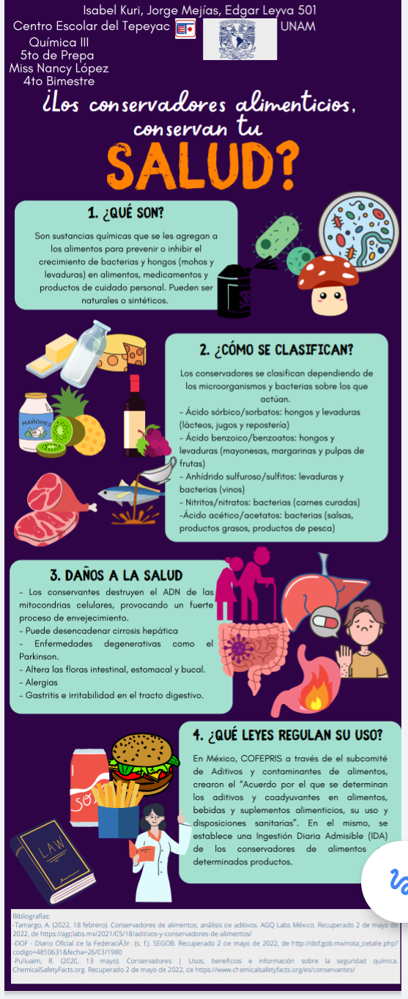 Isabel Kuri, Jorge Mejías, Edgar Leyva 501
Centro Escolar del Tepeyac
UNAM
Química III
5to de Prepa
Miss Nancy López
4to Bimestre
¿Los conservadores alimenticios,
conservan tu
SALUD?
1. ¿QUÉ SON?
Son sustancias químicas que se les agregan a
los alimentos para prevenir o inhibir el
crecimiento de bacterias y hongos (mohos y
levaduras) en alimentos, medicamentos y
productos de cuidado personal. Pueden ser
naturales o sintéticos.
2. ¿CÓMO SE CLASIFICAN?
Los conservadores se clasifican dependiendo de
los microorganismos y bacterias sobre los que
actúan.
- Ácido sórbico/sorbatos: hongos y levaduras
(lácteos, jugos y repostería)
- Ácido benzoico/benzoatos: hongos y
levaduras (mayonesas, margarinas y pulpas de
frutas)
- Anhídrido sulfuroso/sulfitos: levaduras y
bacterias (vinos)
- Nitritos/nitratos: bacterias (carnes curadas)
-Ácido acético/acetatos: bacterias (salsas,
productos grasos, productos de pesca)
MAÑONES
3. DAÑOS A LA SALUD
- Los conservantes destruyen el ADN de las
mitocondrias celulares, provocando un fuerte
proceso de envejecimiento.
- Puede desencadenar cirrosis hepática
- Enfermedades degenerativas como el
Parkinson.
- Altera las floras intestinal, estomacal y bucal.
- Alergias
- Gastritis e irritabilidad en el tracto digestivo.
4. ¿QUÉ LEYES REGULAN SU USO?
En México, COFEPRIS a través de el subcomité
de Aditivos y contaminantes de alimentos,
crearon el "Acuerdo por el que se determinan
los aditivos y coadyuvantes en alimentos,
bebidas y suplementos alimenticios, su uso y
disposiciones sanitarias". En el mismo, se
establece una Ingestión Diaria Admisible (IDA)
de los conservadores de alimentos
determinados productos.
SO
LAW
Bibliografías:
-Tamargo, A. (2022, 18 febrero). Conservadores de alimentos, análisis de aditivos. AGQ Labs México. Recuperado 2 de mayo de
2022, de https://agqlabs.mx/2021/05/18/aditivos-y-conservadores-de-alimentos/
-DOF - Diario Oficial de la FederaciÃ3n. (s. f.). SEGOB. Recuperado 2 de mayo de 2022, de http://dof.gob.mx/nota_detalle.php?
codigo=4850631&fecha=26/03/1980
-Pulluaim, R. (2020, 13 mayo). Conservadores | Usos, beneficios e información sobre la seguridad química.
ChemicalSafetyFacts.org. Recuperado 2 de mayo de 2022, de https://www.chemicalsafetyfacts.org/es/conservantes/